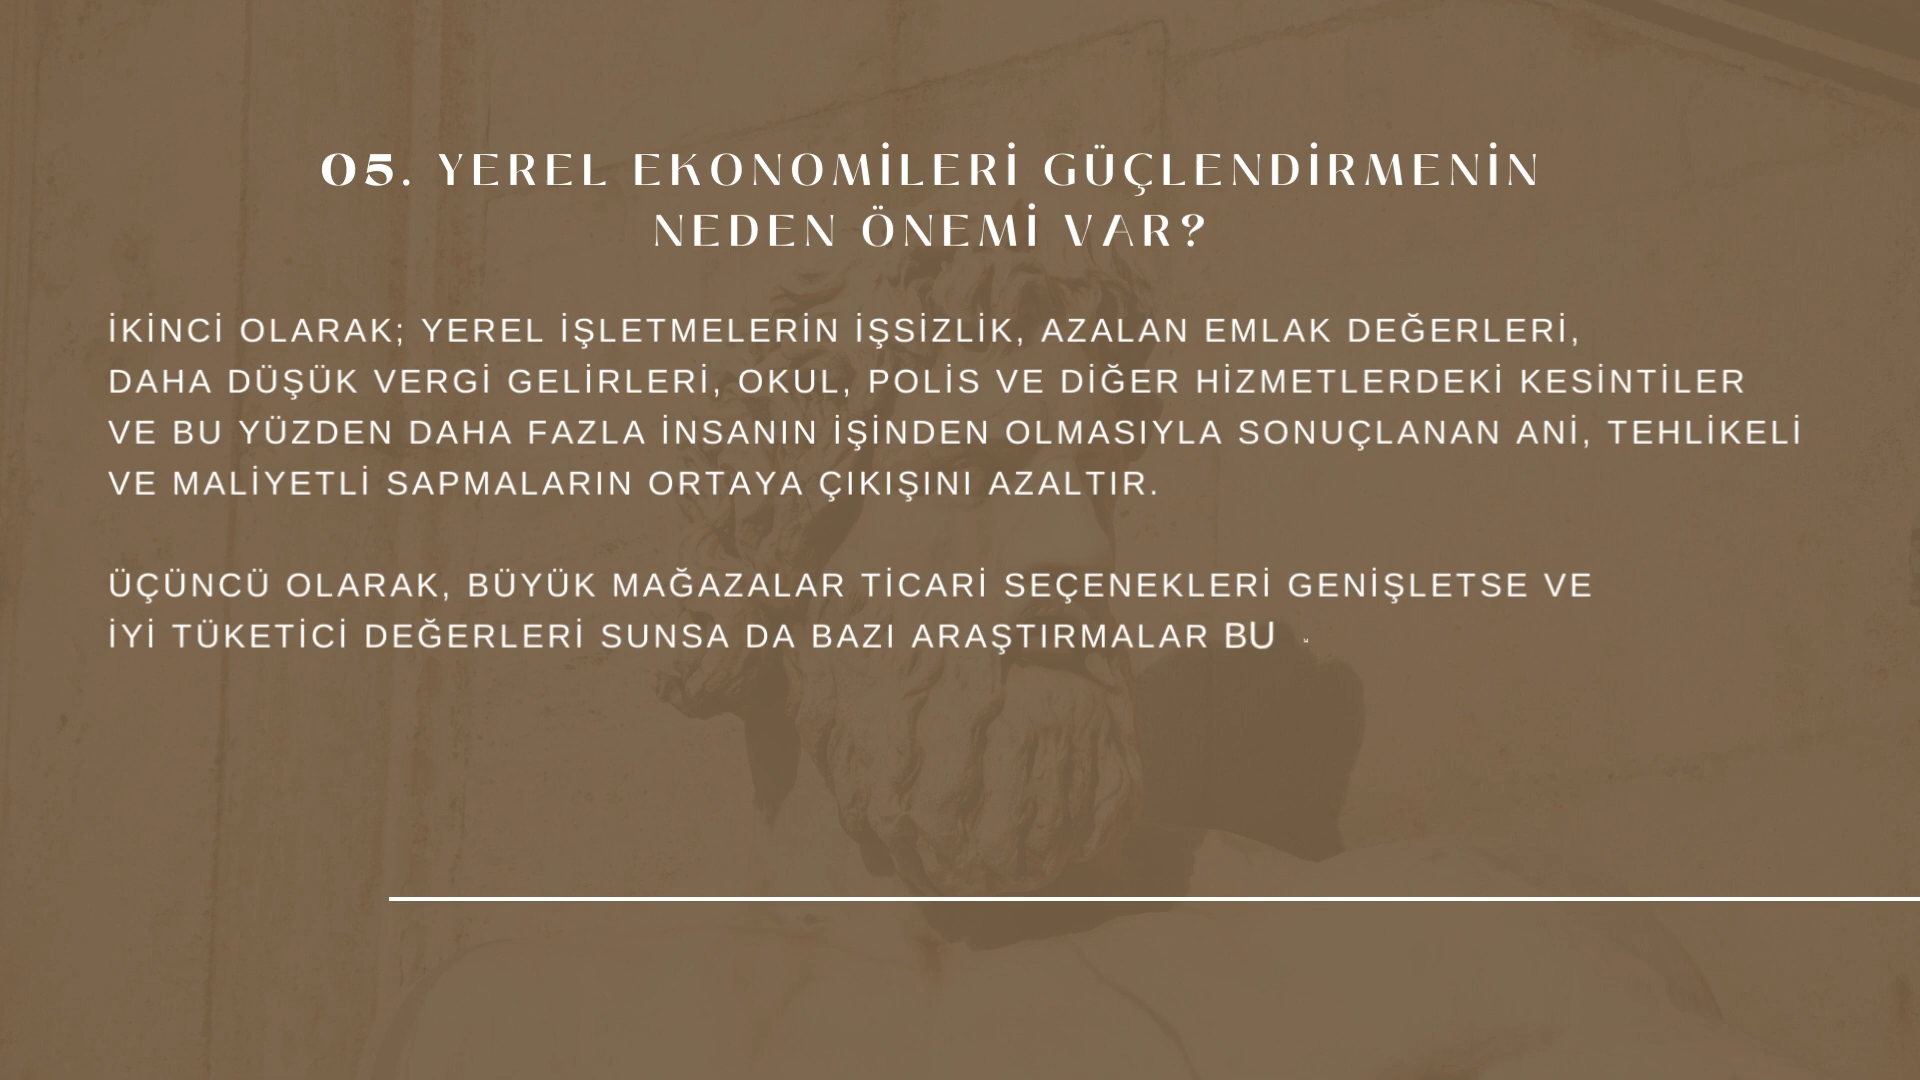 05. YEREL EKONOMİLERİ GÜÇLENDİRMENİN
NEDEN ÖNEMİ VAR?
İKİNCİ OLARAK; YEREL İŞLETMELERİN İŞSİZLİK, AZALAN EMLAK DEĞERLERİ,
DAHA DÜŞÜK VERGİ GELİRLERİ, OKUL, POLİS VE DİĞER HİZMETLERDEKİ KESİNTİLER
VE BU YÜZDEN DAHA FAZLA İNSANIN İŞİNDEN OLMASIYLA SONUÇLANAN ANİ, TEHLİKELİ
VE MALİYETLİ SAPMALARIN ORTAYA ÇIKIŞINI AZALTIR.
ÜÇÜNCÜ OLARAK, BÜYÜK MAĞAZALAR TİCARİ SEÇENEKLERİ GENİŞLETSE VE
İYİ TÜKETİCİ DEĞERLERİ SUNSA DA BAZI ARAŞTIRMALAR BU